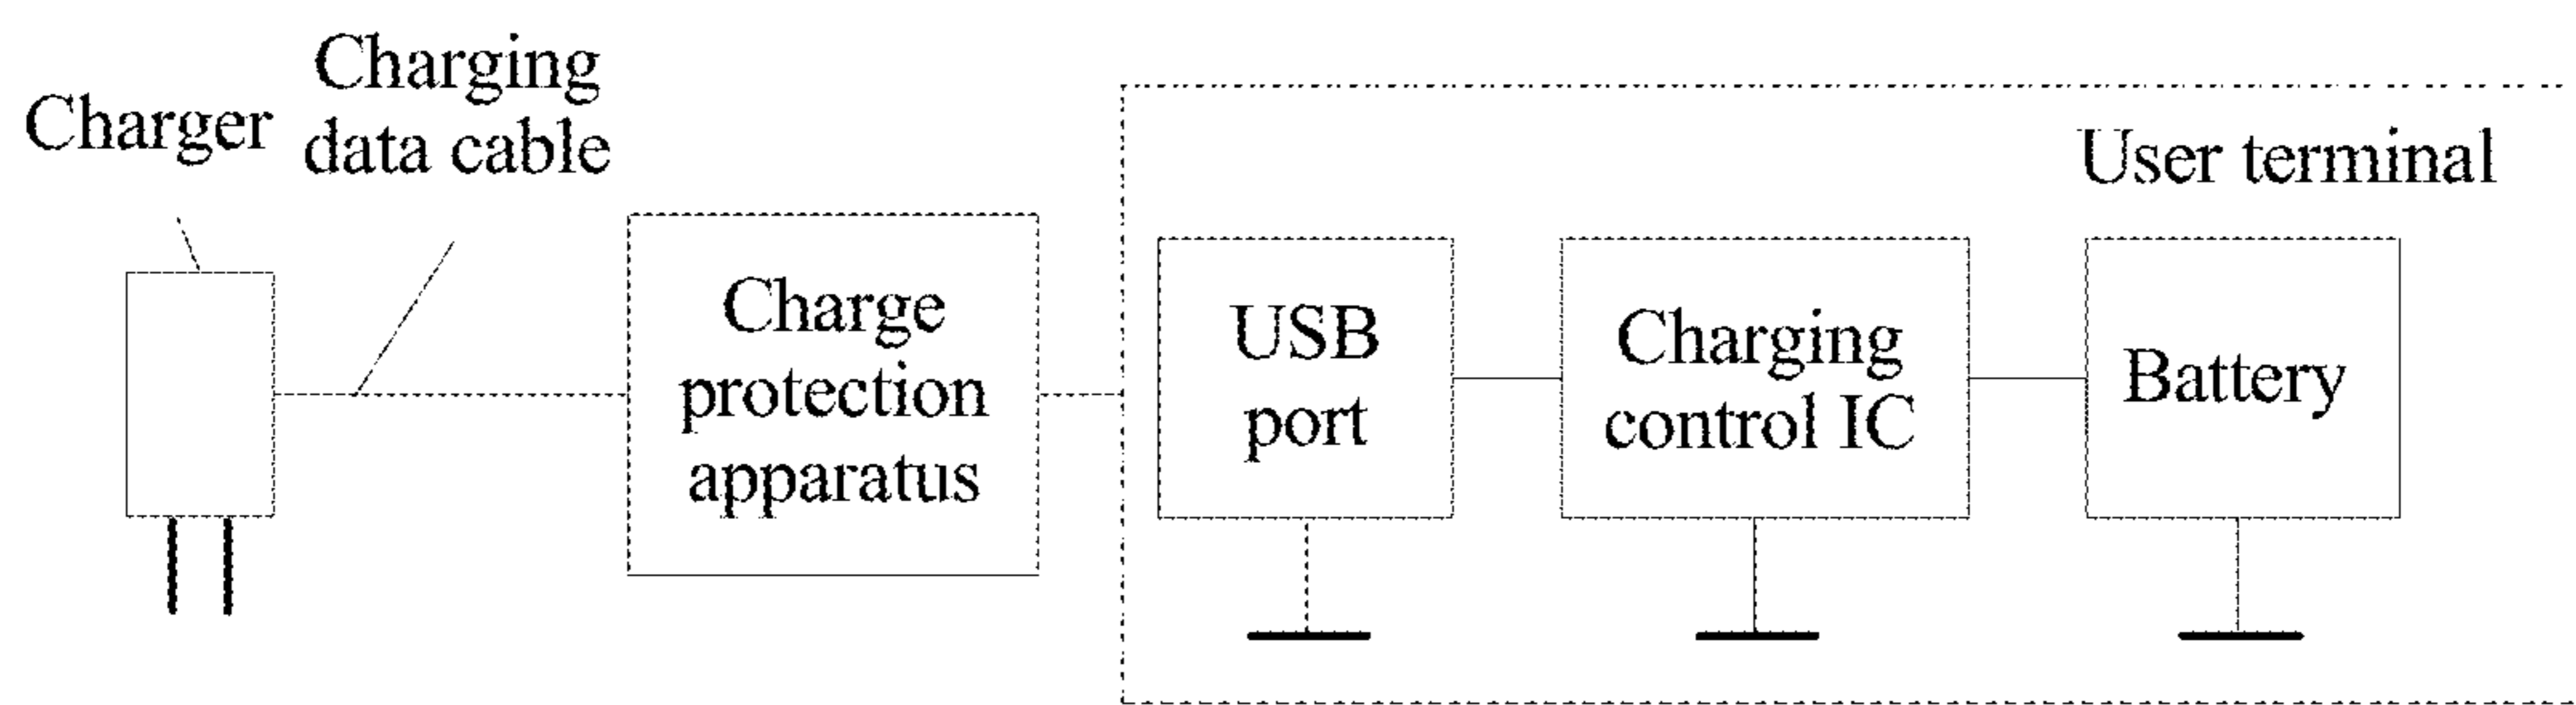 Charger
Charging
data cable
User terminal
Charge
protection
apparatus
USB
port
Charging
control IC
Battery